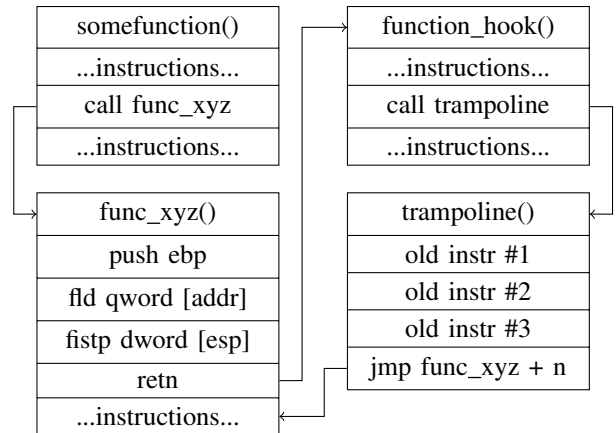 somefunction()
...instructions...
call func_xyz
...instructions...
function_hook()
...instructions...
call trampoline
...instructions...
func_xyz()
push ebp
fld qword [addr]
fistp dword [esp]
retn
...instructions...
trampoline()
old instr #1
old instr #2
old instr #3
jmp func_xyz + n